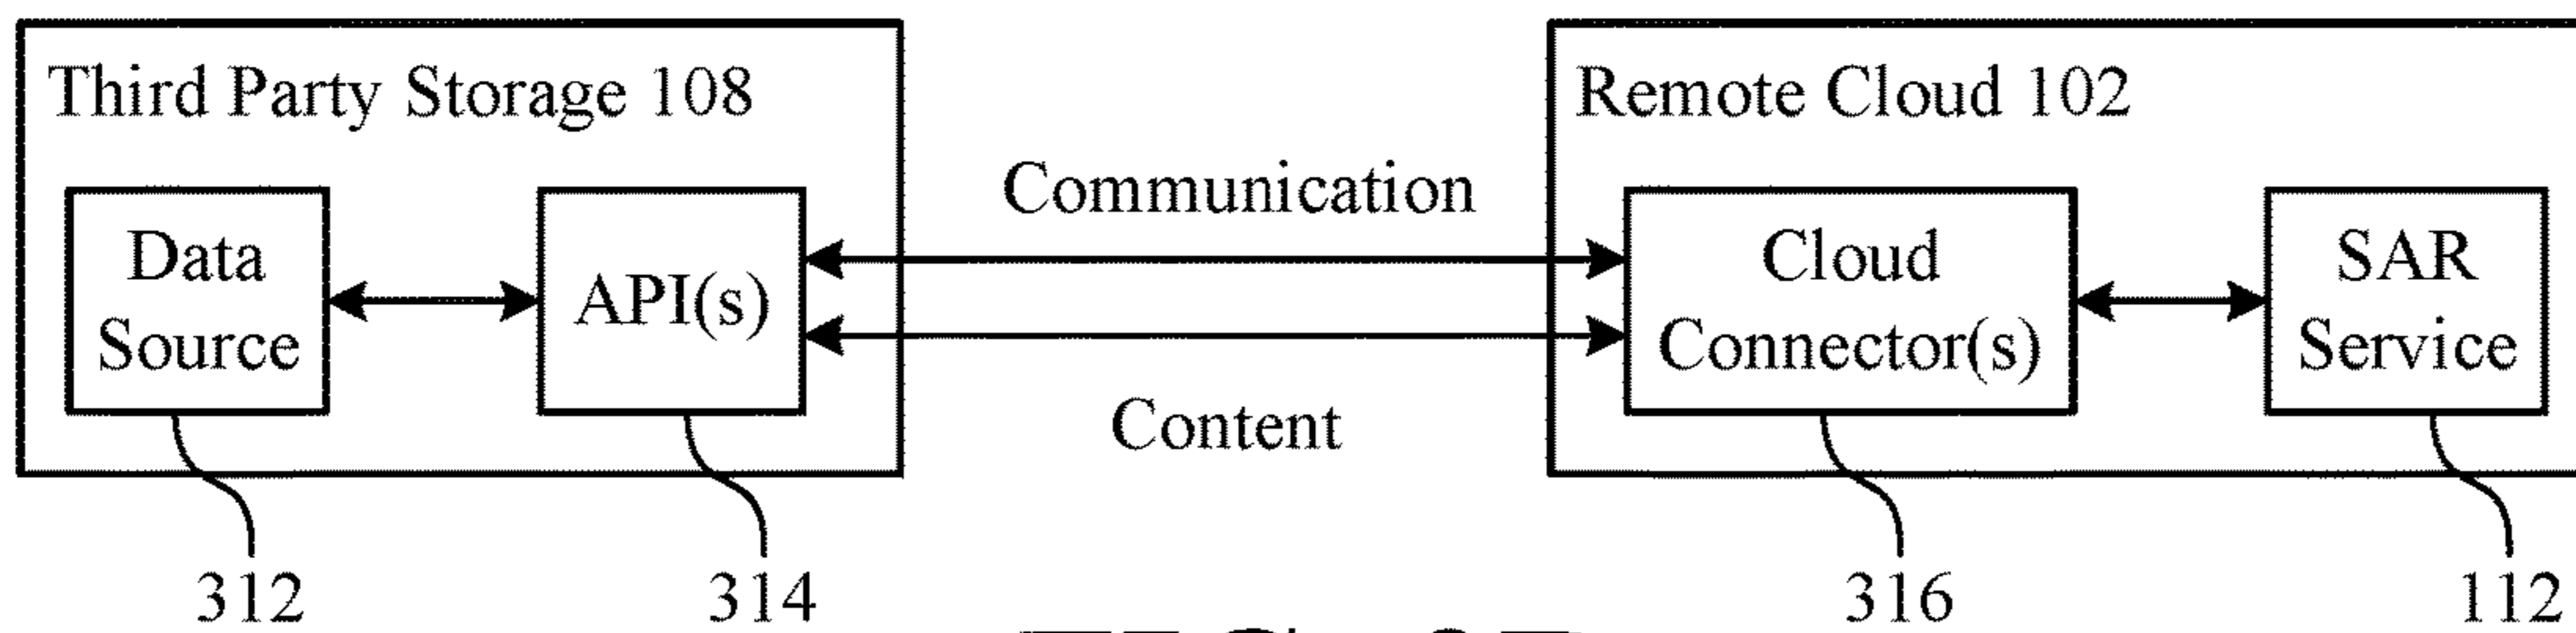 Third Party Storage 108
Remote Cloud 102
Communication
Data
Source
API(s)
Cloud
Connector(s)
SAR
Service
Content
312
314
316
112